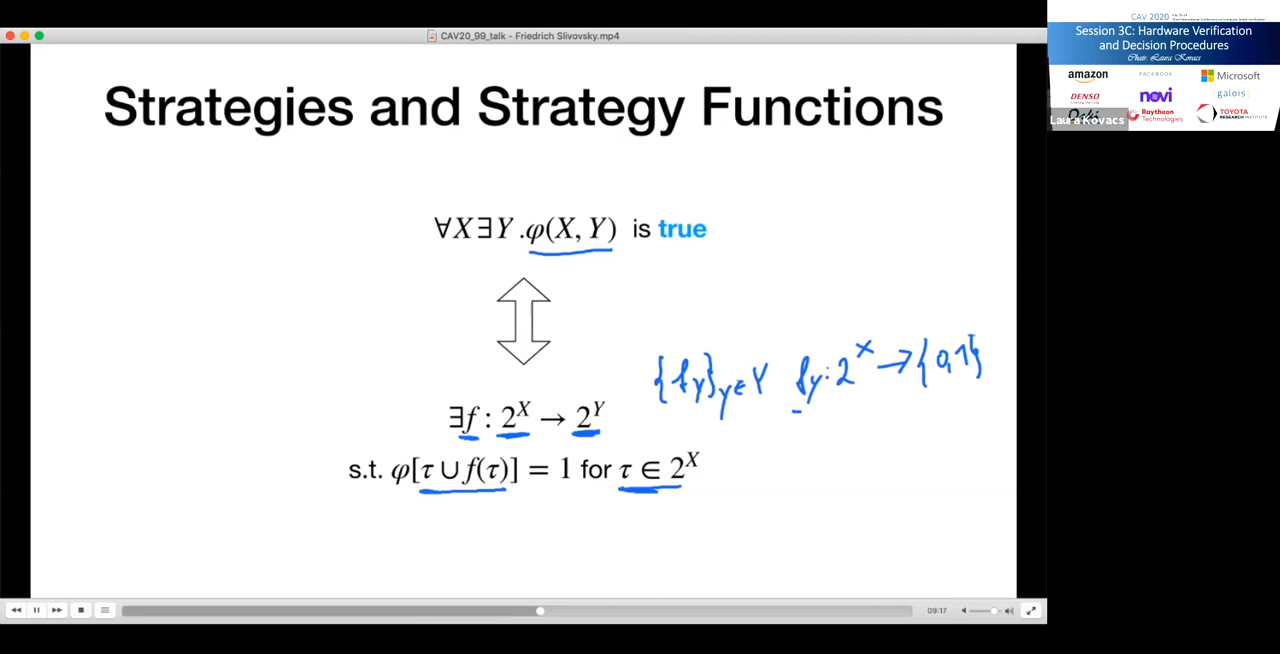 CAV20_99_talk - Friedrich Slivovsky.mp4
Strategies and Strategy Functions
∀X∃Y.φ(X, Y) is true
{f_y}_{y∈Y} f_y: 2^X → {0,1}
∃f : 2^X → 2^Y
s.t. φ[τ ∪ f(τ)] = 1 for τ ∈ 2^X
09:17
CAV 2020
Session 3C: Hardware Verification
and Decision Procedures
Chair: Laura Kovacs
amazon
FACEBOOK
Microsoft
DENSO
novi
galois
Laura Kovacs
Raytheon
Technologies
TOYOTA
RESEARCH INSTITUTE